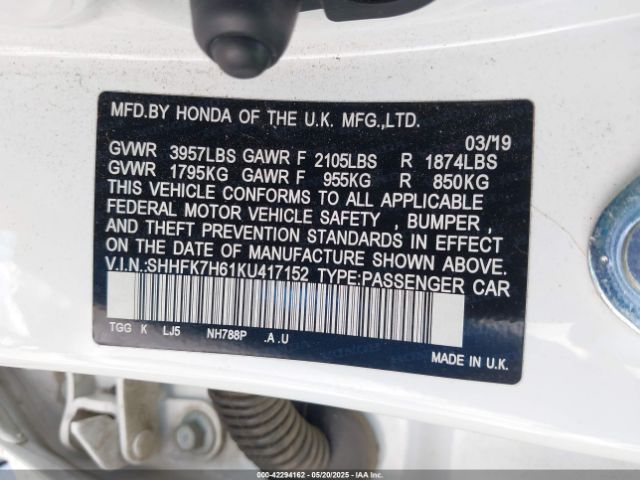 MFD.BY HONDA OF THE U.K. MFG.,LTD.
03/19
GVWR 3957LBS GAWR F 2105LBS R 1874LBS
GVWR 1795KG GAWR F 955KG R 850KG
THIS VEHICLE CONFORMS TO ALL APPLICABLE
FEDERAL MOTOR VEHICLE SAFETY , BUMPER ,
AND THEFT PREVENTION STANDARDS IN EFFECT
ON THE DATE OF MANUFACTURE SHOWN ABOVE.
V.I.N.:SHHFK7H61KU417152 TYPE:PASSENGER CAR
TGG K LJ5 NH788P .A .U
MADE IN U.K.
000-42294162 05/20/2025 IAAI.COM